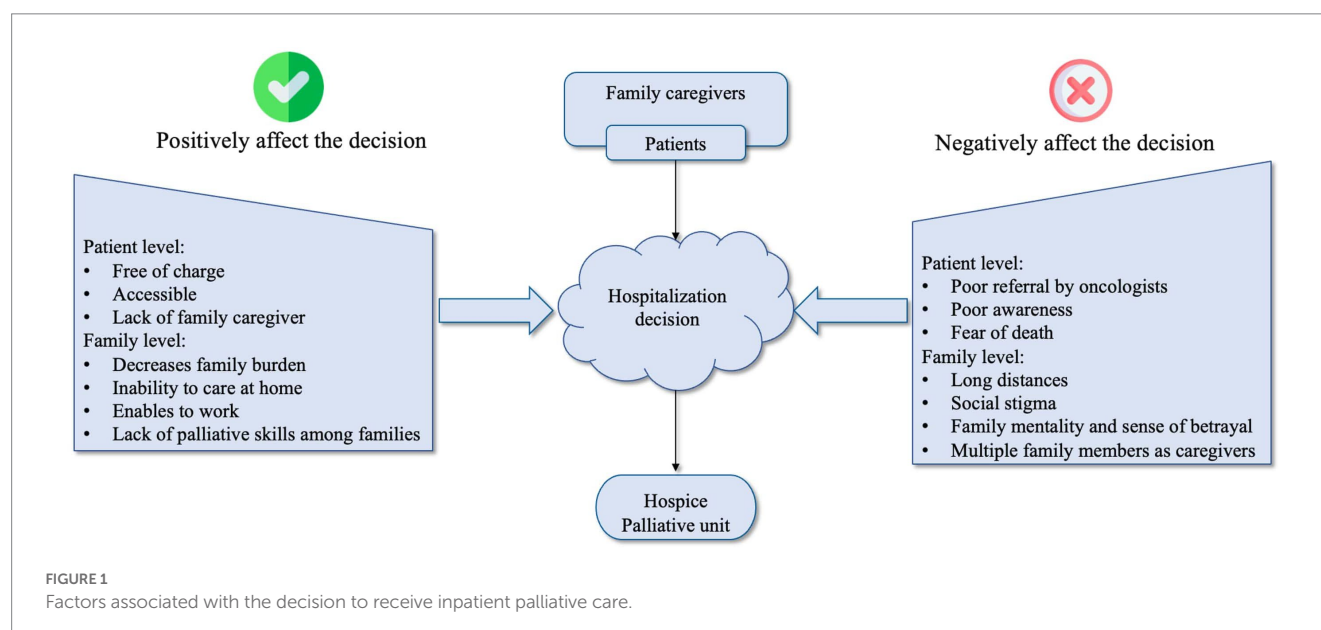 Positively affect the decision
Patient level:
• Free of charge
• Accessible
• Lack of family caregiver
Family level:
• Decreases family burden
• Inability to care at home
• Enables to work
• Lack of palliative skills among families
Family caregivers
Patients
Hospitalization
decision
Hospice
Palliative unit
Negatively affect the decision
Patient level:
• Poor referral by oncologists
• Poor awareness
• Fear of death
Family level:
• Long distances
• Social stigma
• Family mentality and sense of betrayal
• Multiple family members as caregivers
FIGURE 1
Factors associated with the decision to receive inpatient palliative care.